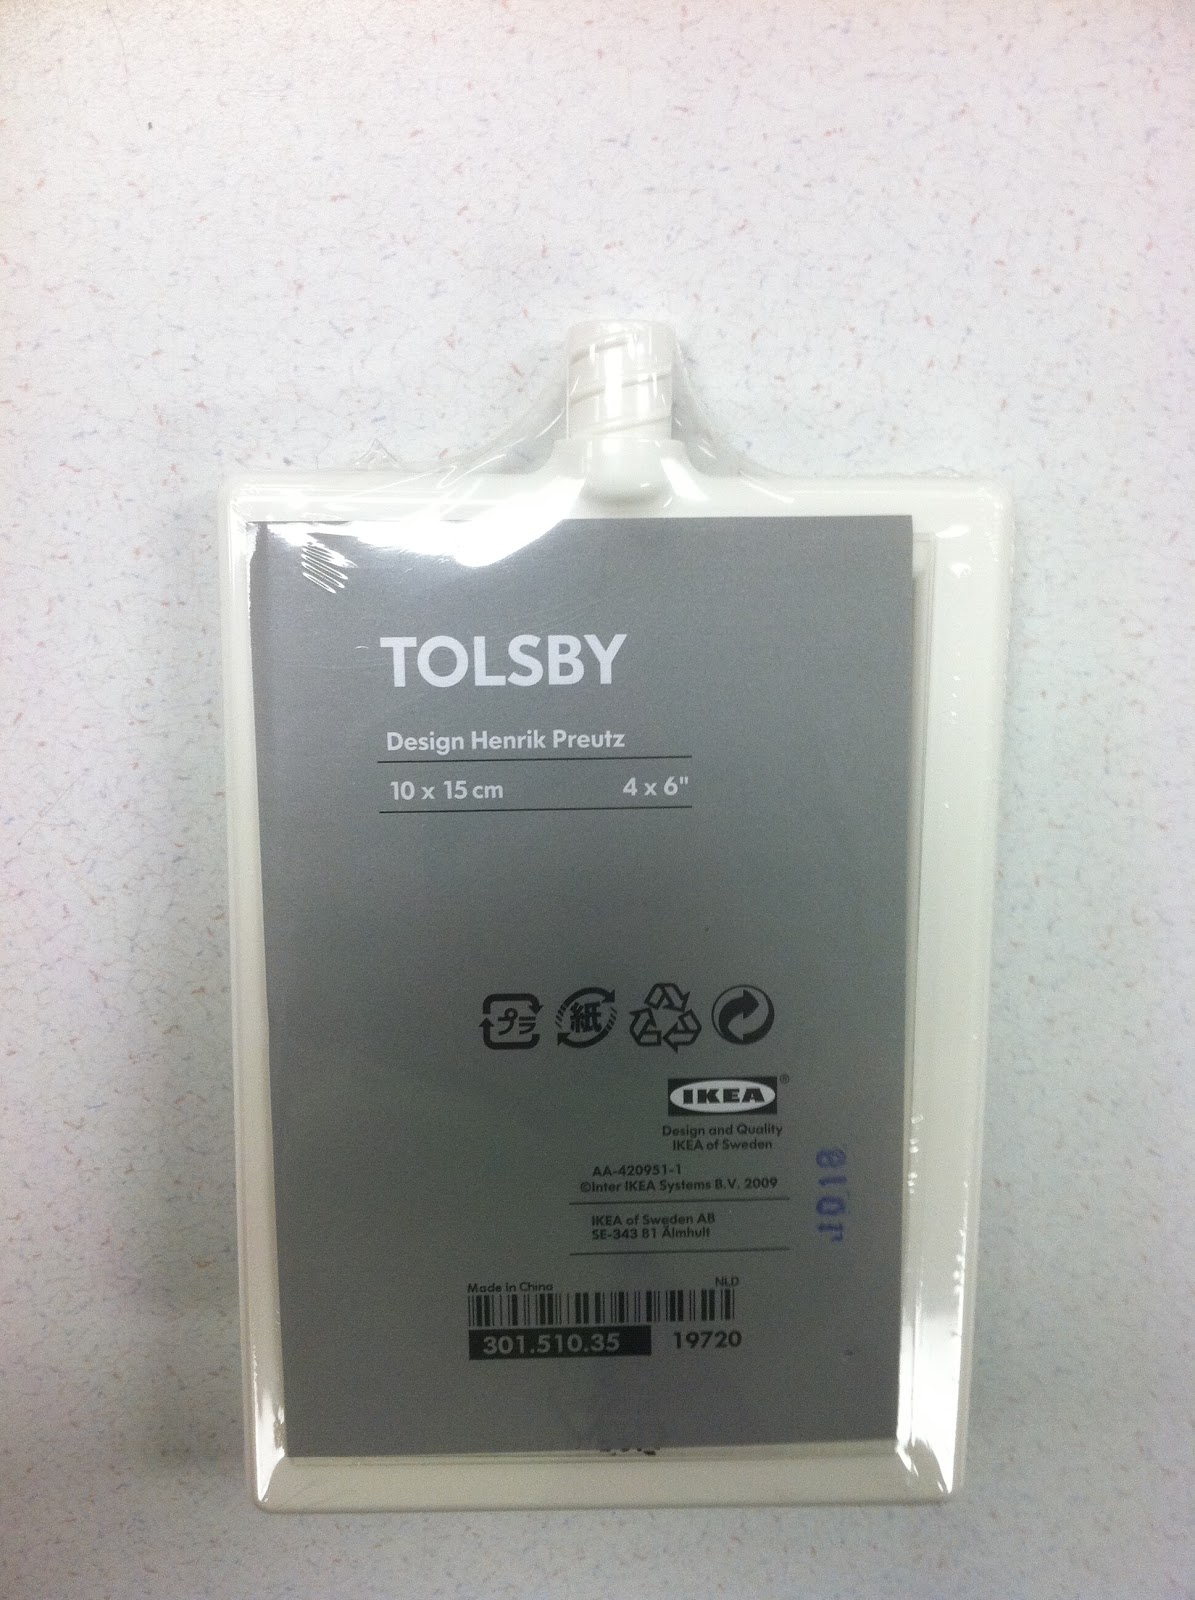 TOLSBY
Design Henrik Preutz
10 x 15 cm 4 x 6"
プラ 紙
IKEA®
Design and Quality
IKEA of Sweden
AA-420951-1
©Inter IKEA Systems B.V. 2009
IKEA of Sweden AB
SE-343 81 Älmhult
Made in China NLD
301.510.35 19720